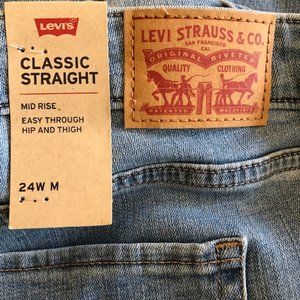 Levi's
CLASSIC
STRAIGHT
MID RISE
EASY THROUGH
HIP AND THIGH
24W M
LEVI STRAUSS & CO.
SAN FRANCISCO
CAL.
ORIGINAL RIVETED
QUALITY CLOTHING
PATENTED